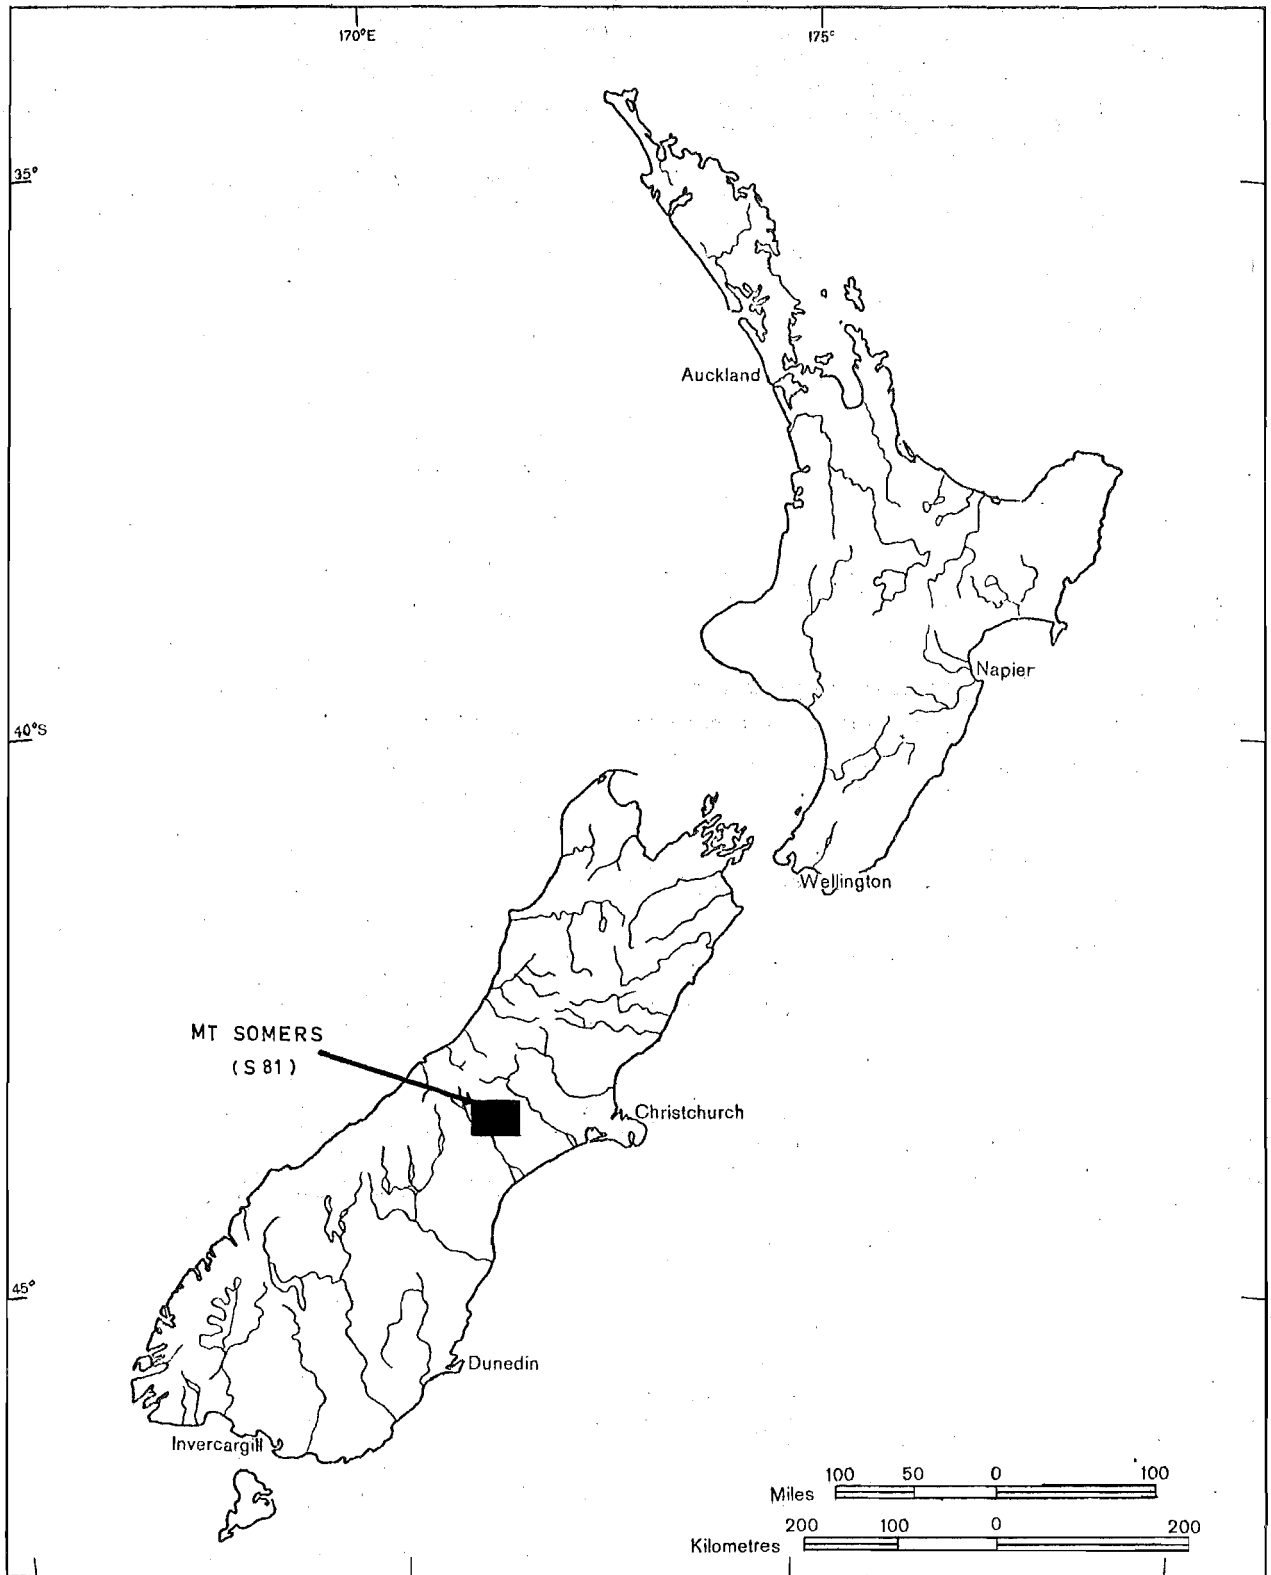 170°E 175°
35°
Auckland
Napier
40°S
Wellington
MT SOMERS
(S 81)
Christchurch
45°
Dunedin
Invercargill
100 50 0 100
Miles
200 100 0 200
Kilometres